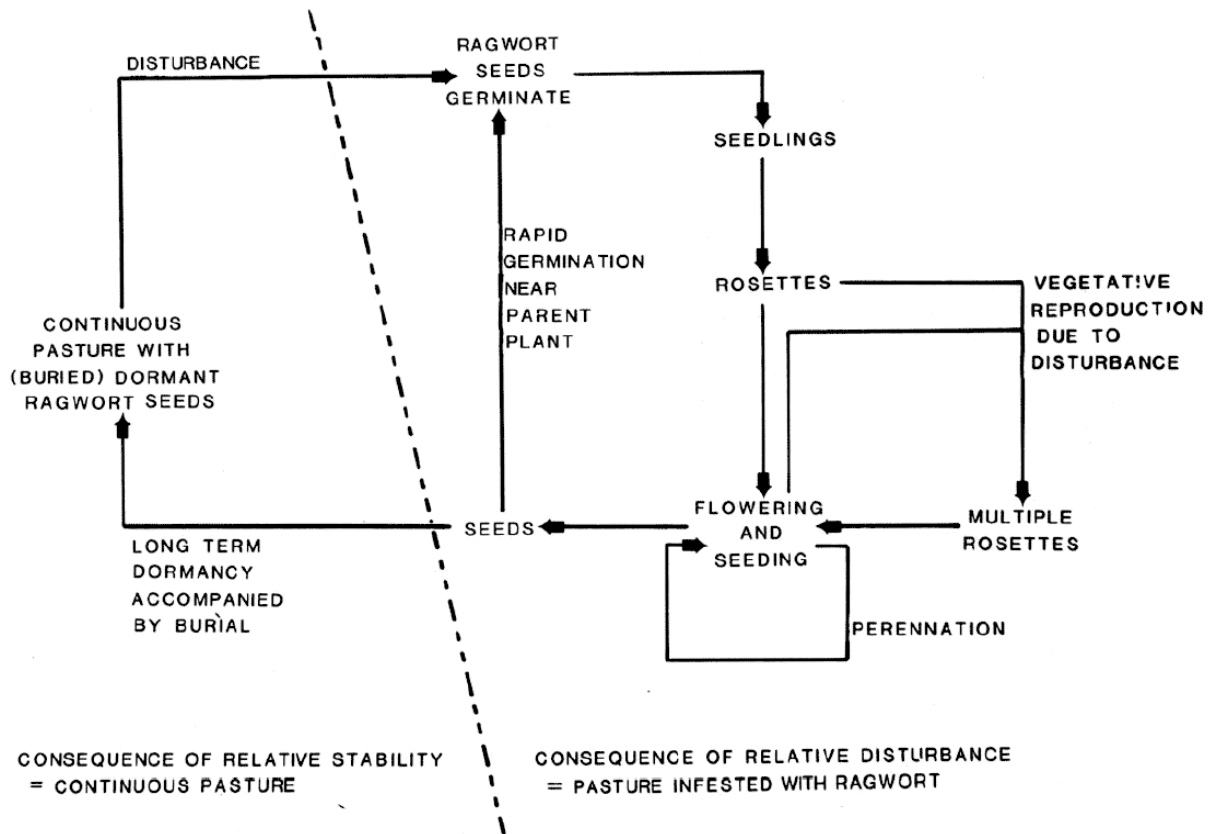 DISTURBANCE
RAGWORT
SEEDS
GERMINATE
SEEDLINGS
RAPID
GERMINATION
NEAR
PARENT
PLANT
ROSETTES
VEGETATIVE
REPRODUCTION
DUE TO
DISTURBANCE
CONTINUOUS
PASTURE WITH
(BURIED) DORMANT
RAGWORT SEEDS
SEEDS
FLOWERING
AND
SEEDING
MULTIPLE
ROSETTES
LONG TERM
DORMANCY
ACCOMPANIED
BY BURIAL
PERENNATION
CONSEQUENCE OF RELATIVE STABILITY
= CONTINUOUS PASTURE
CONSEQUENCE OF RELATIVE DISTURBANCE
= PASTURE INFESTED WITH RAGWORT